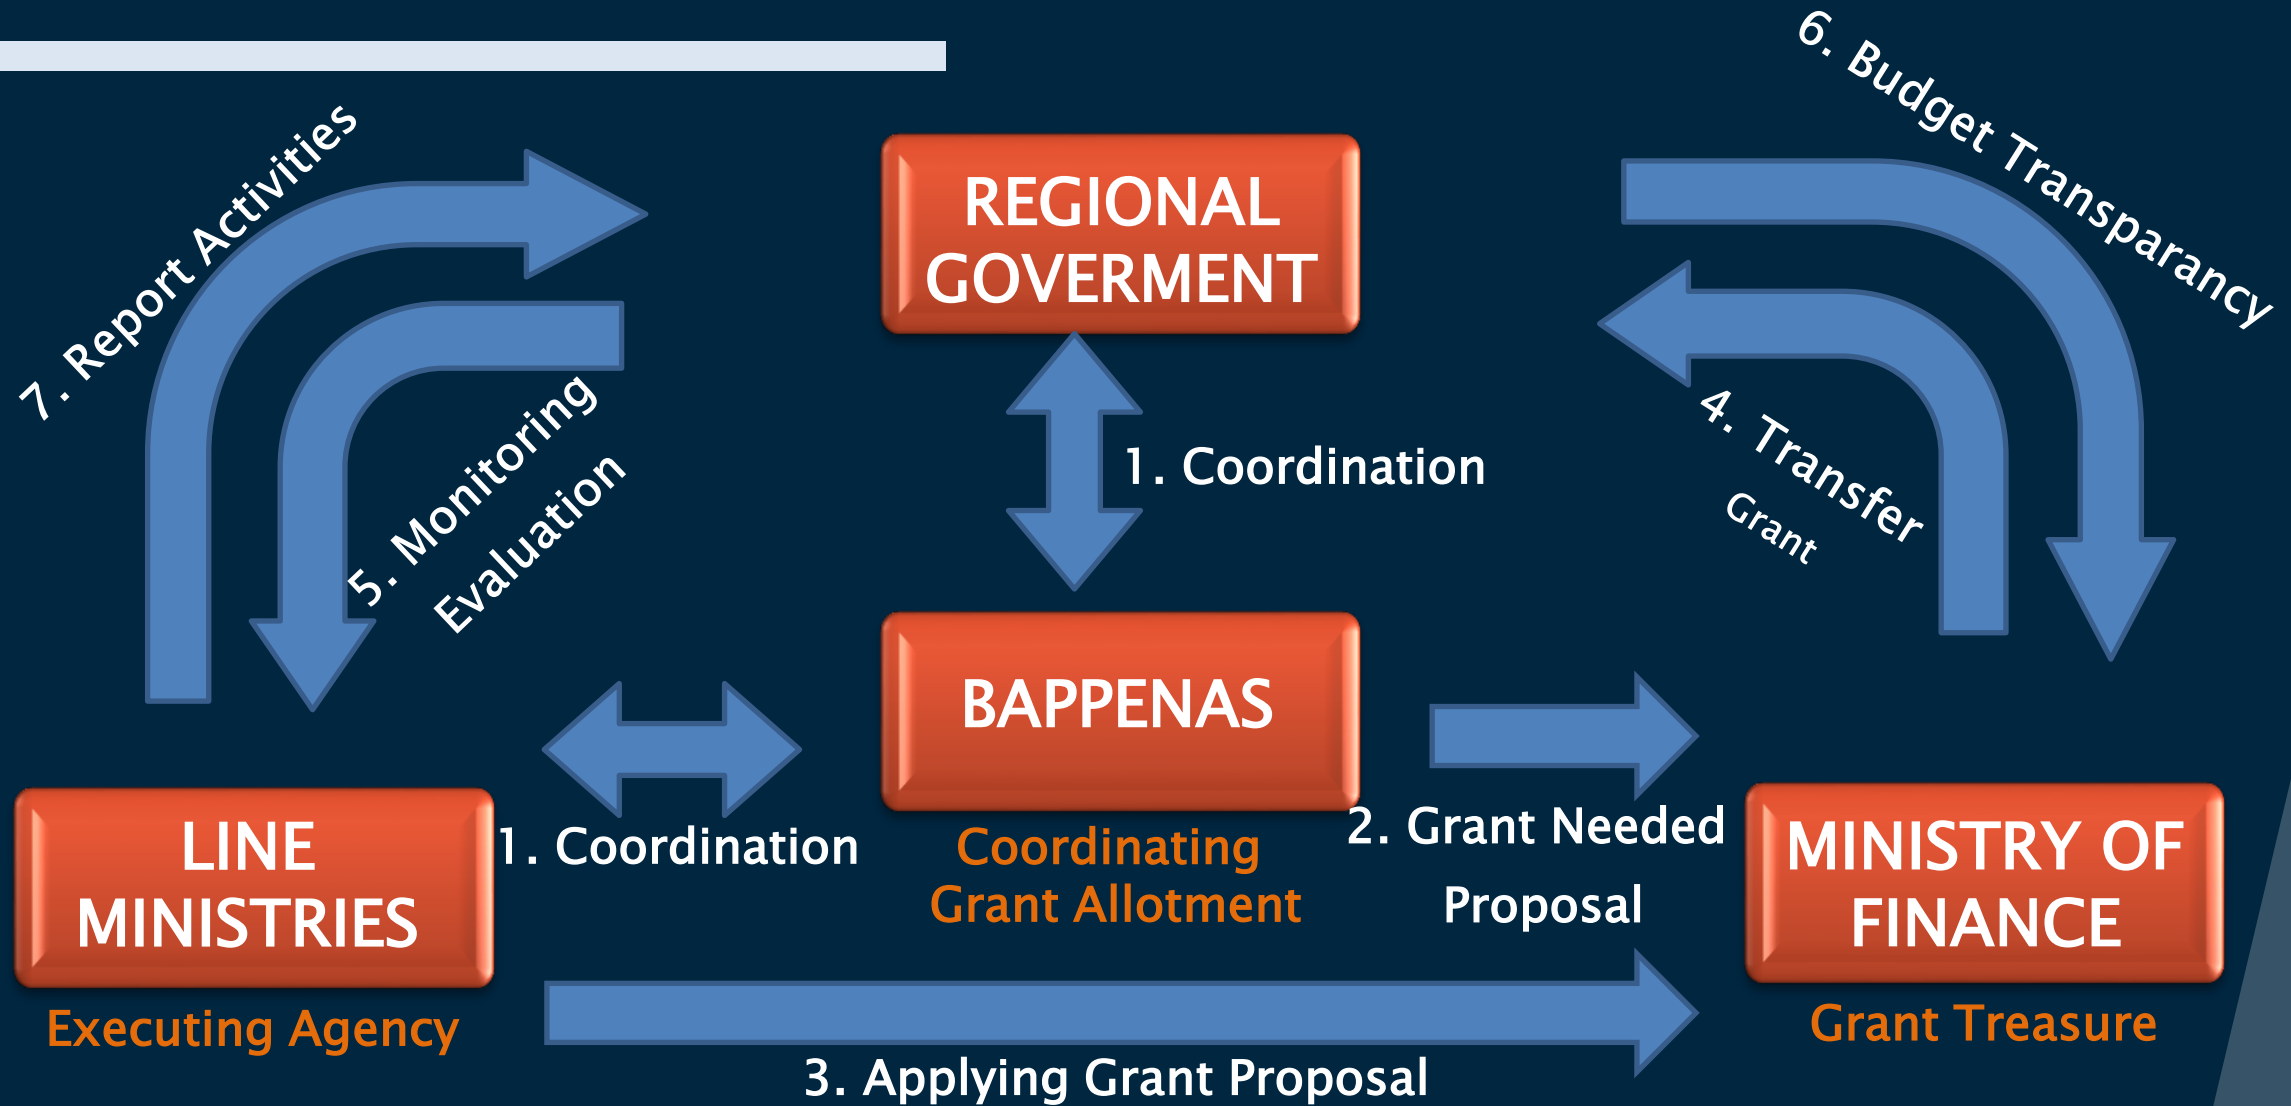 6. Budget Transparancy
7. Report Activities
REGIONAL
GOVERMENT
5. Monitoring
Evaluation
1. Coordination
4. Transfer
Grant
BAPPENAS
Coordinating
Grant Allotment
1. Coordination
2. Grant Needed
Proposal
LINE
MINISTRIES
Executing Agency
MINISTRY OF
FINANCE
Grant Treasure
3. Applying Grant Proposal